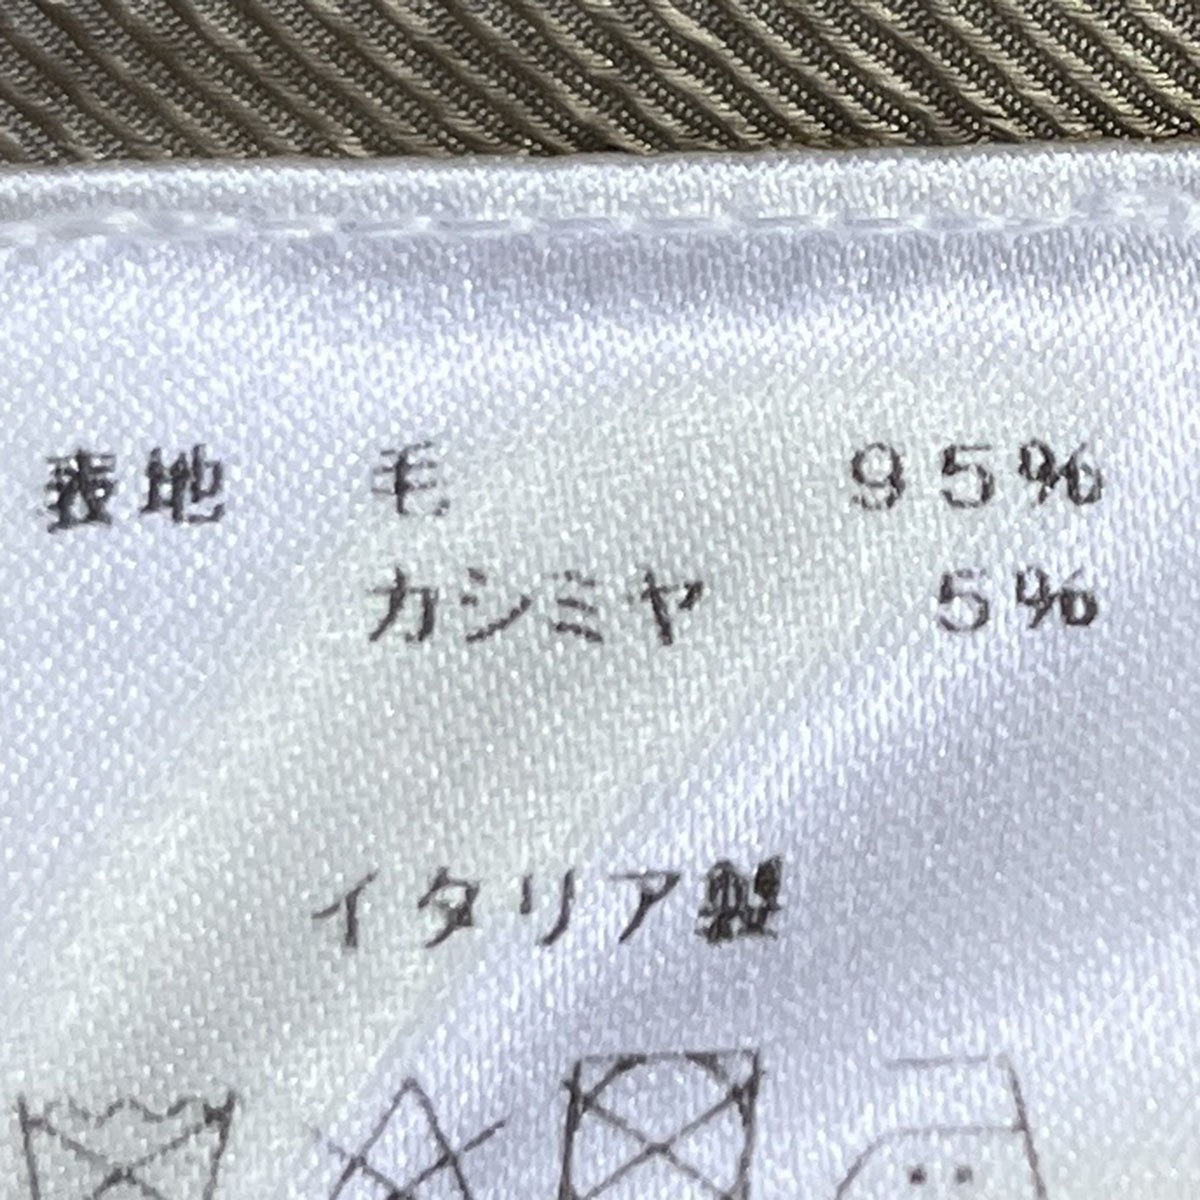 表地 毛 95%
カシミヤ 5%
イタリア製